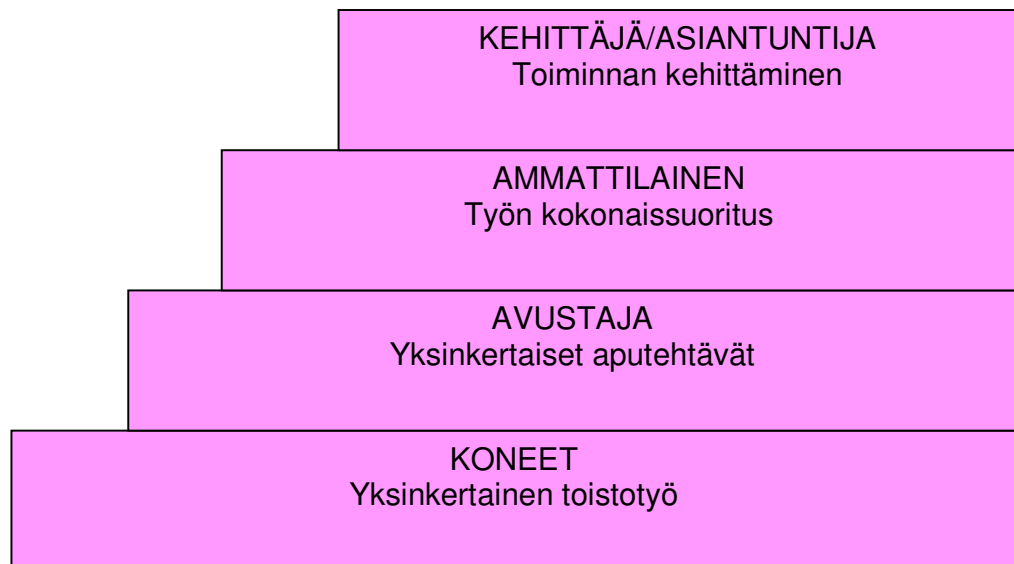 KEHITTÄJÄ/ASIANTUNTIJA
Toiminnan kehittäminen
AMMATTILAINEN
Työn kokonaissuoritus
AVUSTAJA
Yksinkertaiset aputehtävät
KONEET
Yksinkertainen toistotyö